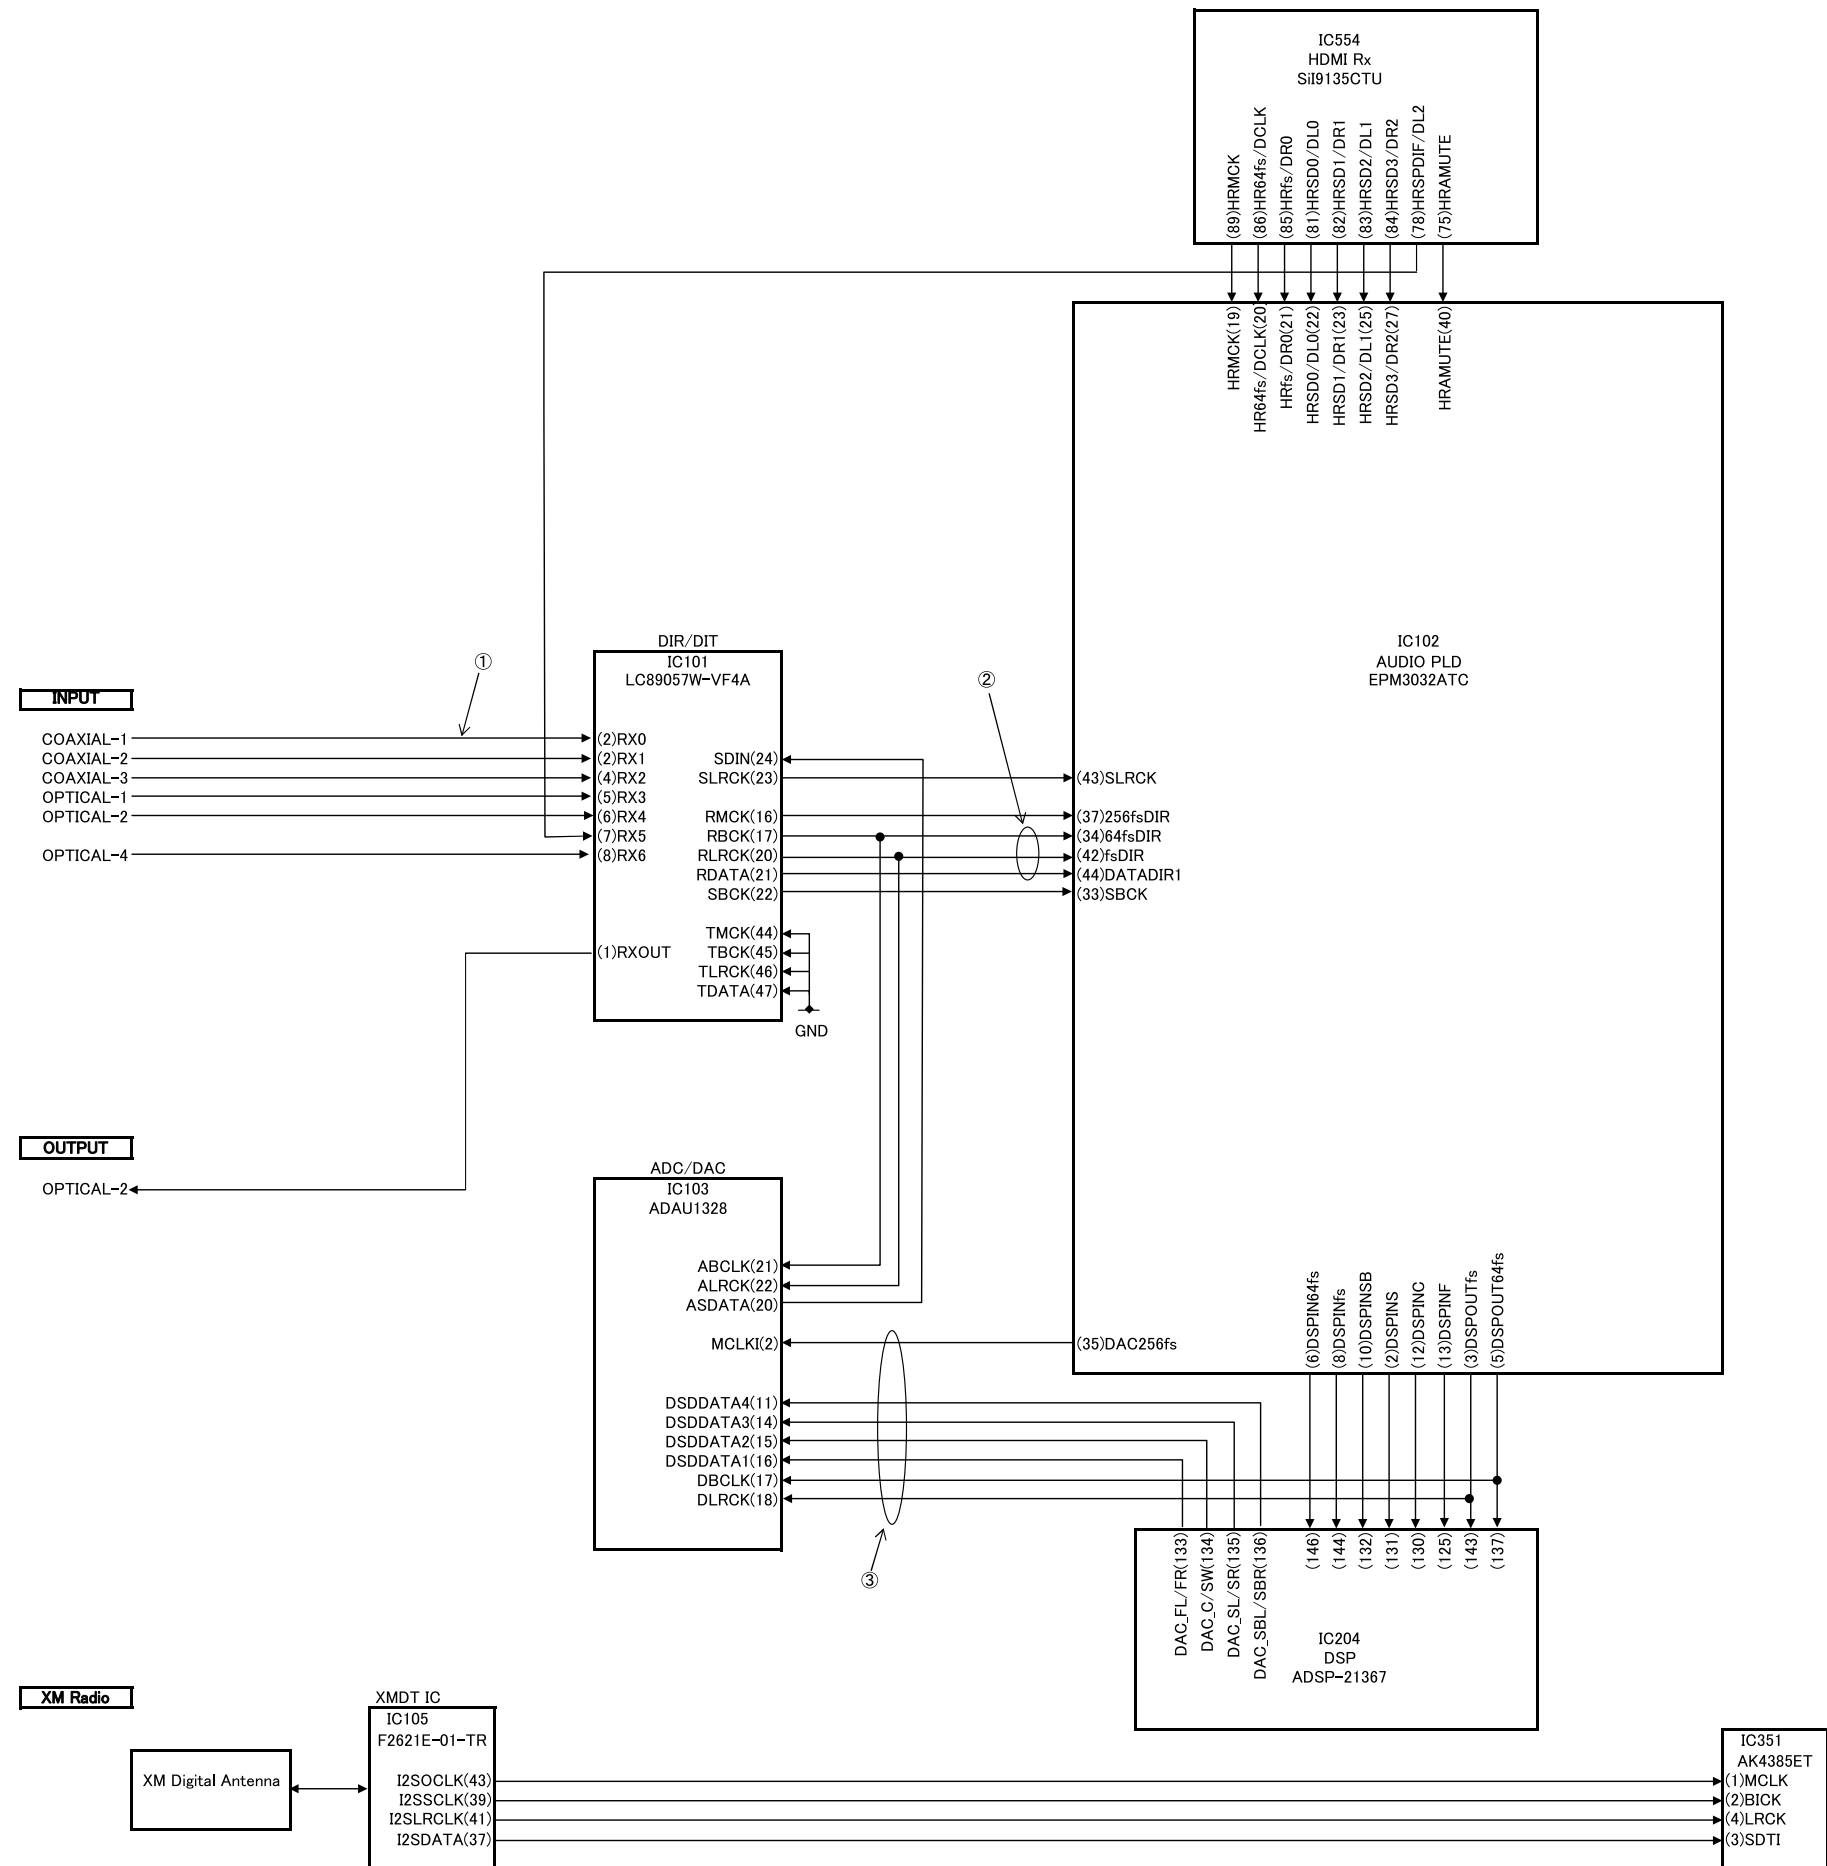 IC554
HDMI Rx
SiI9135CTU
(89)HRMCK
(86)HR64fs/DCLK
(85)HRfs/DR0
(81)HRSD0/DL0
(82)HRSD1/DR1
(83)HRSD2/DL1
(84)HRSD3/DR2
(78)HRSPDIF/DL2
(75)HRAMUTE
HRMCK(19)
HR64fs/DCLK(20)
HRfs/DR0(21)
HRSD0/DL0(22)
HRSD1/DR1(23)
HRSD2/DL1(25)
HRSD3/DR2(27)
HRAMUTE(40)
IC102
AUDIO PLD
EPM3032ATC
DIR/DIT
IC101
LC89057W-VF4A
①
②
INPUT
COAXIAL-1
COAXIAL-2
COAXIAL-3
OPTICAL-1
OPTICAL-2
OPTICAL-4
(2)RX0
(2)RX1
(4)RX2
(5)RX3
(6)RX4
(7)RX5
(8)RX6
(1)RXOUT
SDIN(24)
SLRCK(23)
RMCK(16)
RBCK(17)
RLRCK(20)
RDATA(21)
SBCK(22)
TMCK(44)
TBCK(45)
TLRCK(46)
TDATA(47)
GND
(43)SLRCK
(37)256fsDIR
(34)64fsDIR
(42)fsDIR
(44)DATADIR1
(33)SBCK
OUTPUT
OPTICAL-2
ADC/DAC
IC103
ADAU1328
ABCLK(21)
ALRCK(22)
ASDATA(20)
MCLKI(2)
DSDDATA4(11)
DSDDATA3(14)
DSDDATA2(15)
DSDDATA1(16)
DBCLK(17)
DLRCK(18)
(35)DAC256fs
(6)DSPIN64fs
(8)DSPINfs
(10)DSPINSB
(2)DSPINS
(12)DSPINC
(13)DSPINF
(3)DSPOUTfs
(5)DSPOUT64fs
③
DAC_FL/FR(133)
DAC_C/SW(134)
DAC_SL/SR(135)
DAC_SBL/SBR(136)
(146)
(144)
(132)
(131)
(130)
(125)
(143)
(137)
IC204
DSP
ADSP-21367
XM Radio
XM Digital Antenna
XMDT IC
IC105
F2621E-01-TR
I2SOCLK(43)
I2SSCLK(39)
I2SLRCLK(41)
I2SDATA(37)
IC351
AK4385ET
(1)MCLK
(2)BICK
(4)LRCK
(3)SDTI